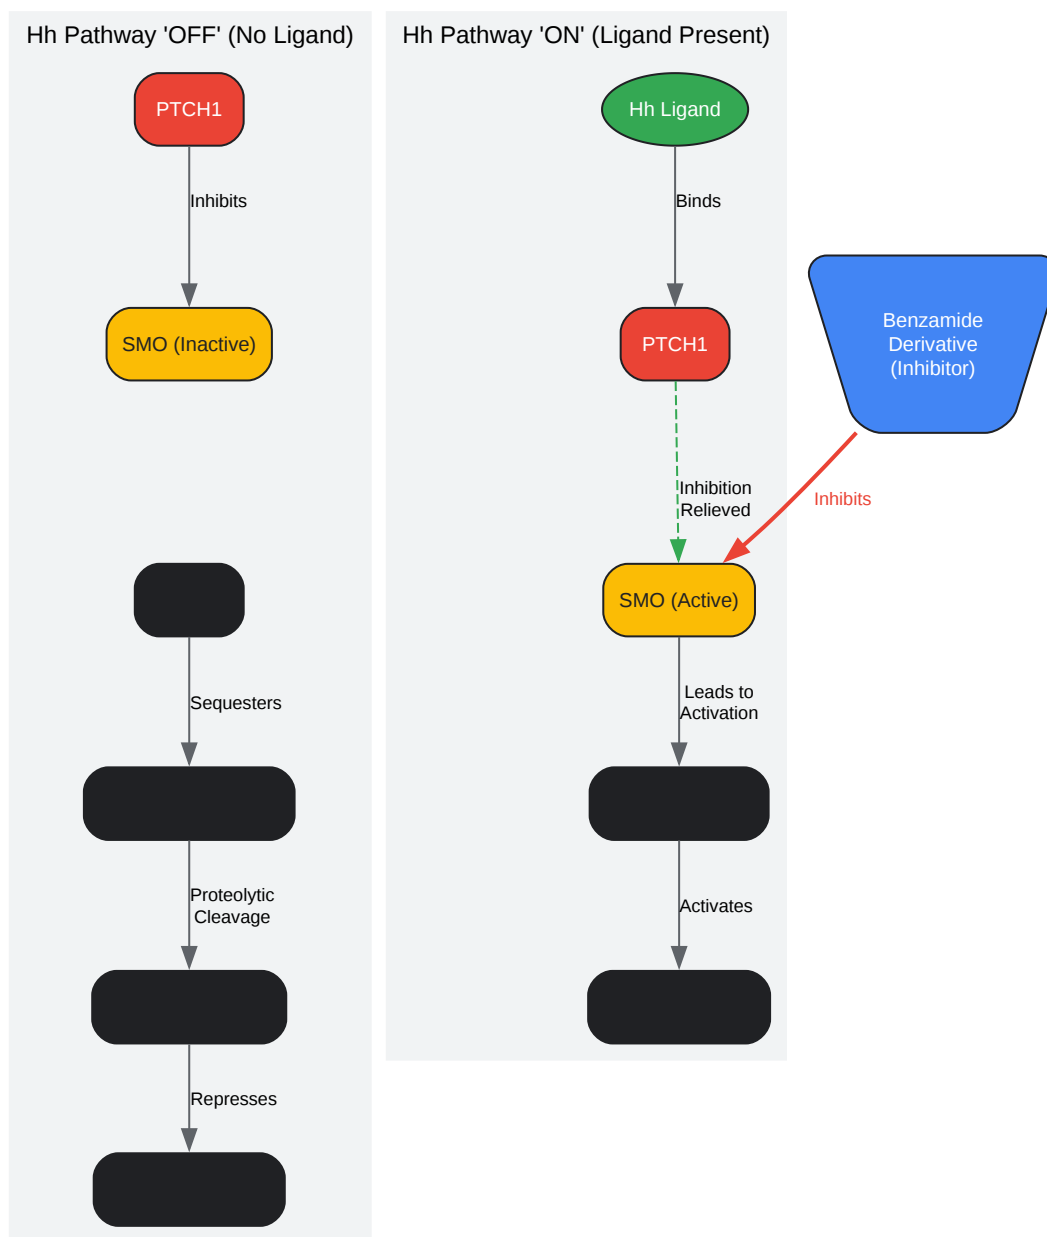 Hh Pathway 'OFF' (No Ligand)
PTCH1
Inhibits
SMO (Inactive)
Sequesters
Proteolytic
Cleavage
Represses
Hh Pathway 'ON' (Ligand Present)
Hh Ligand
Binds
PTCH1
Inhibition
Relieved
SMO (Active)
Leads to
Activation
Activates
Benzamide
Derivative
(Inhibitor)
Inhibits